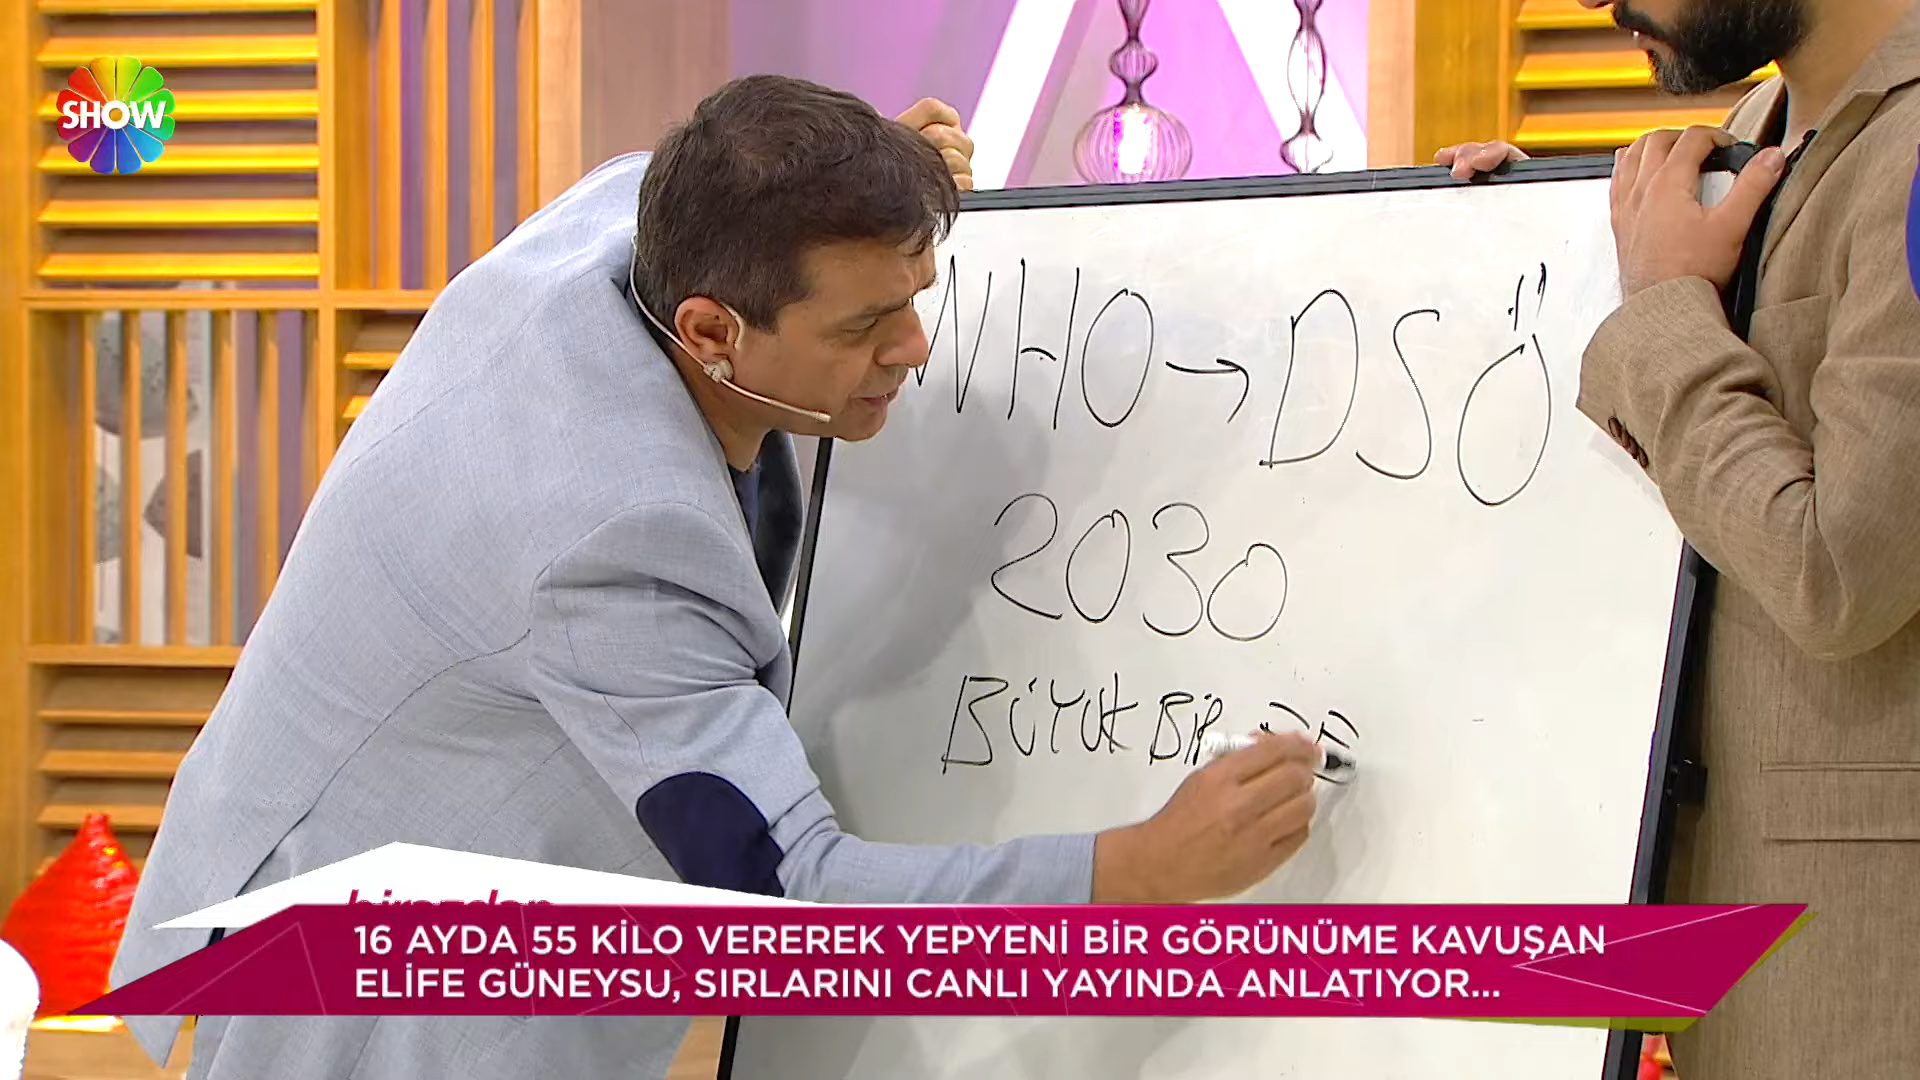 SHOW
WHO → DSÖ
2030
BÜYÜK BİR
birazdan
16 AYDA 55 KİLO VEREREK YEPYENİ BİR GÖRÜNÜME KAVUŞAN
ELİFE GÜNEYSU, SIRLARINI CANLI YAYINDA ANLATIYOR...